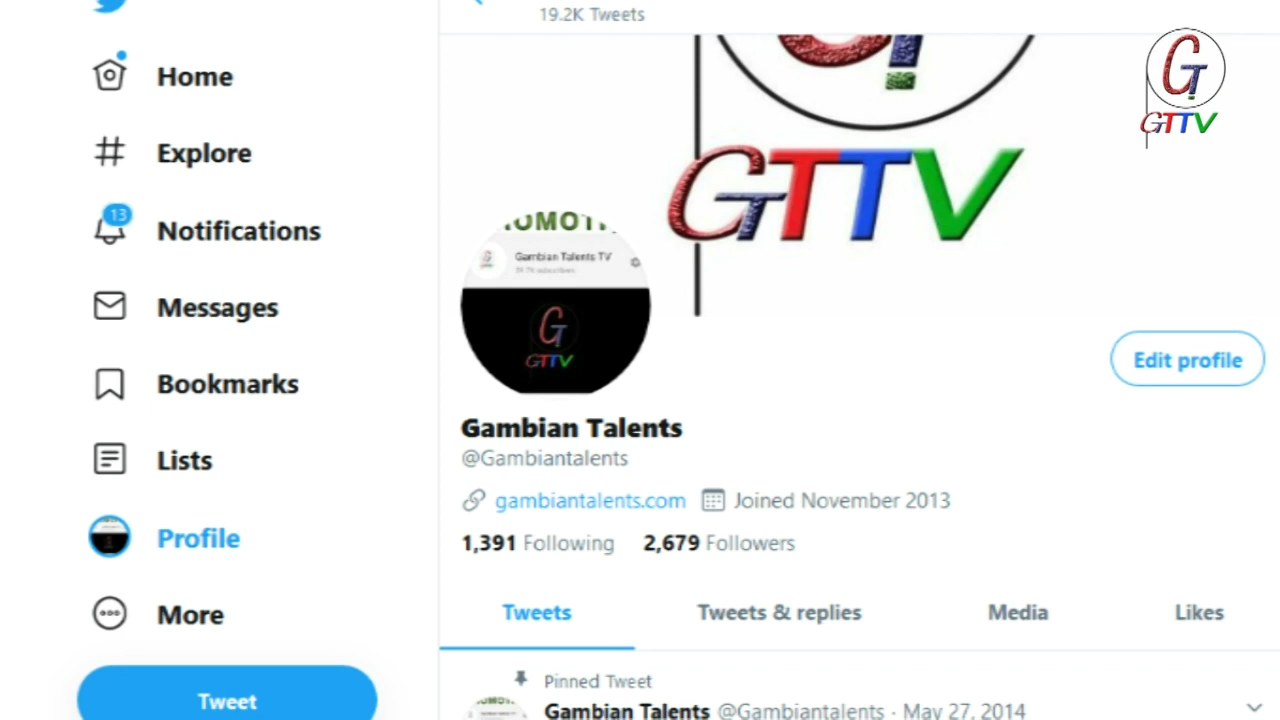 19.2K Tweets
Home
Explore
13
Notifications
Messages
Bookmarks
Lists
Profile
More
Tweet
GT
GTTV
GTTV
Gambian Talents TV
GT
GTTV
Edit profile
Gambian Talents
@Gambiantalents
gambiantalents.com Joined November 2013
1,391 Following 2,679 Followers
Tweets Tweets & replies Media Likes
Pinned Tweet
Gambian Talents @Gambiantalents · May 27, 2014